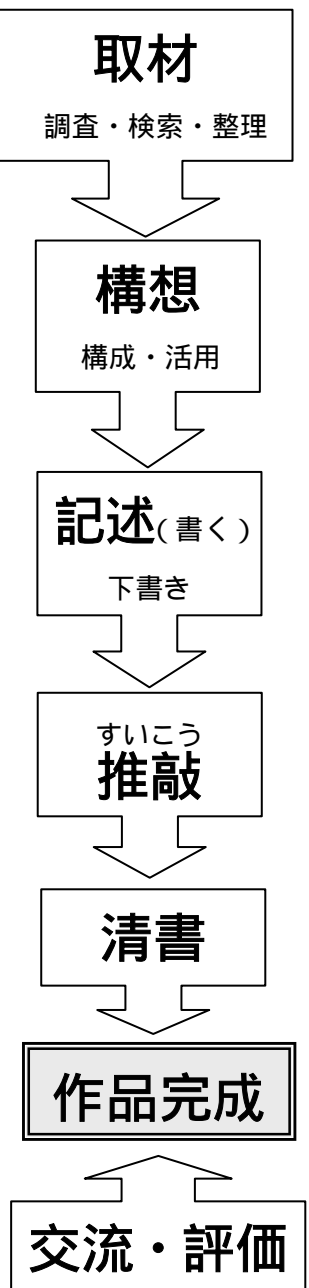 取材
調査・検索・整理
構想
構成・活用
記述(書く)
下書き
すいこう
推敲
清書
作品完成
交流・評価